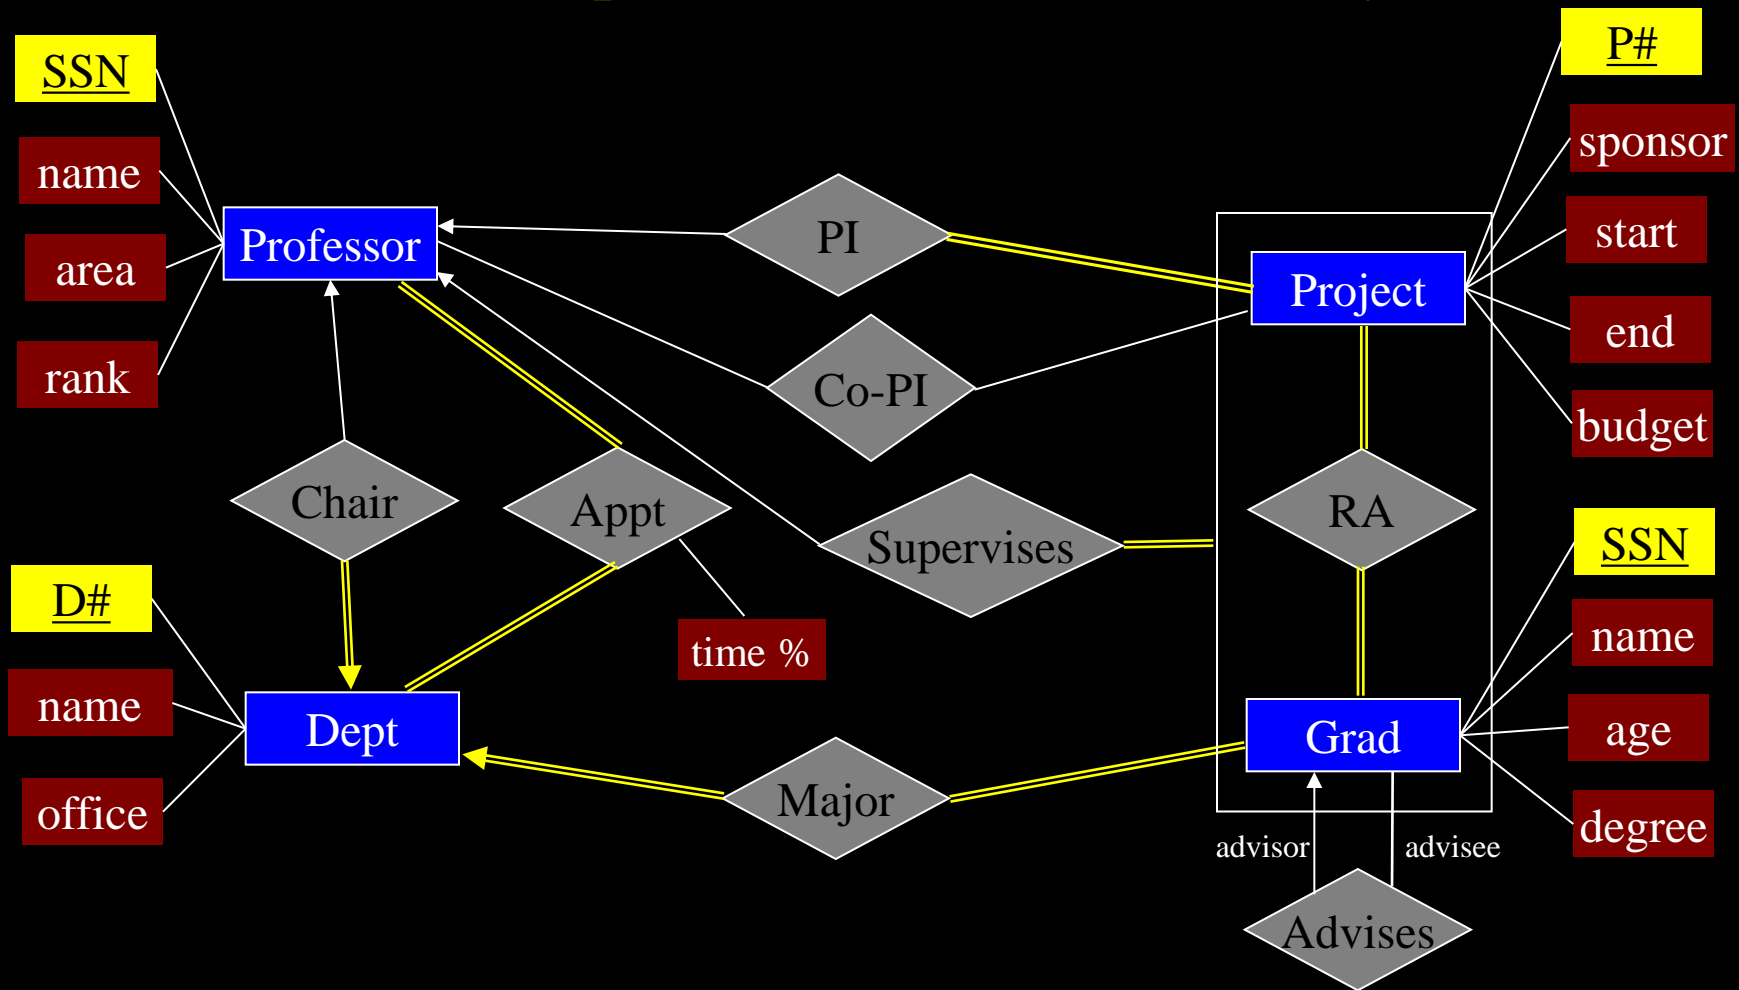 SSN
name
area
rank
Professor
PI
Co-PI
Project
P#
sponsor
start
end
budget
Chair
Appt
Supervises
RA
time %
D#
name
office
Dept
Major
Grad
SSN
name
age
degree
advisor
advisee
Advises